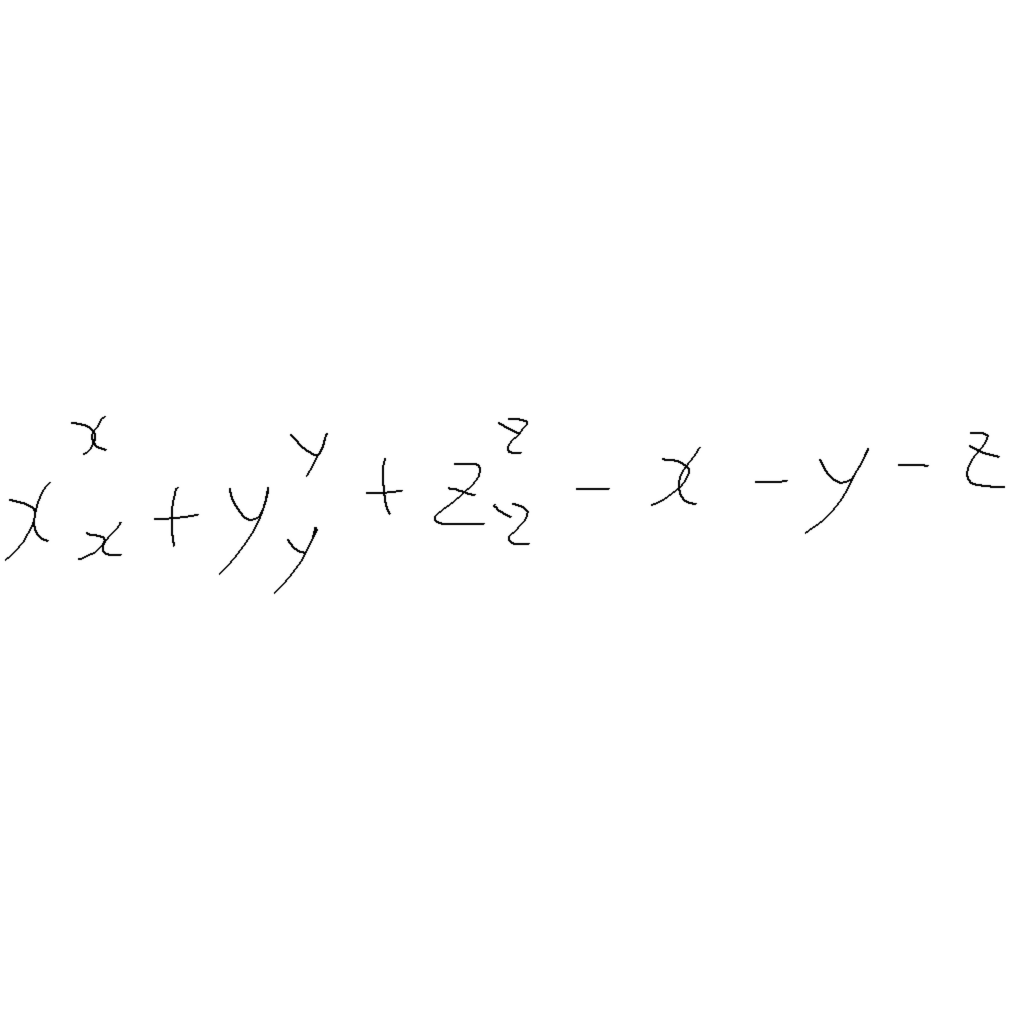 x_x^x + y_y^y + z_z^z - x - y - z